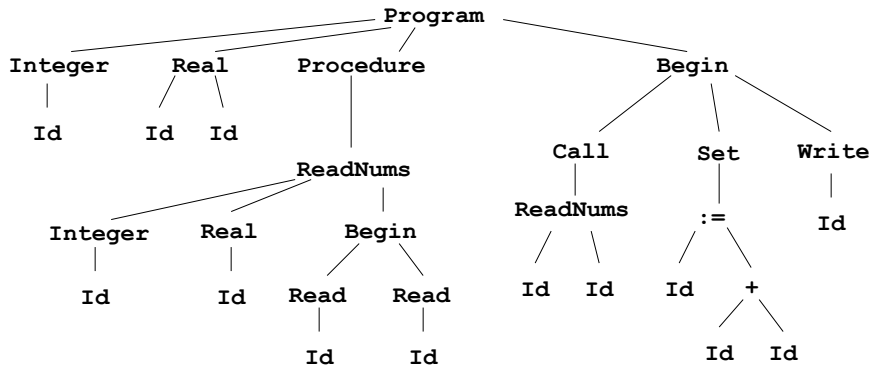 Program
Integer Real Procedure Begin
Id Id Id
Call Set Write
ReadNums
ReadNums := Id
Integer Real Begin
Id Id Read Read Id Id Id +
Id Id Id Id